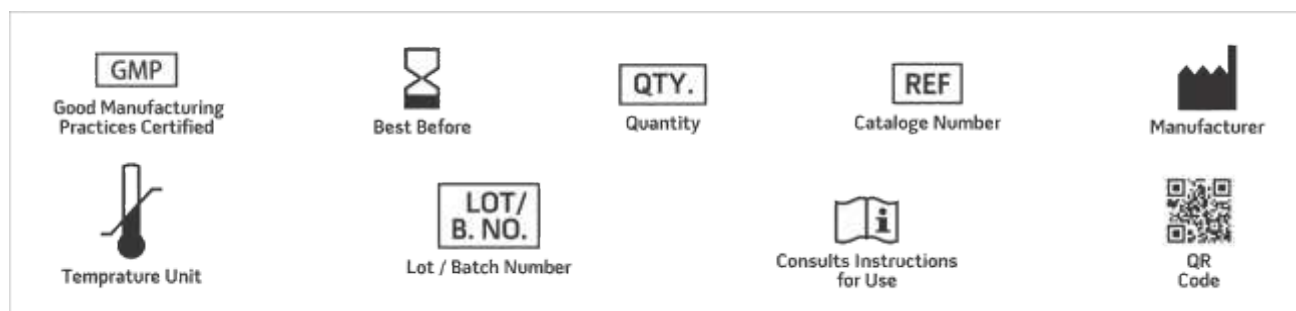 GMP
Good Manufacturing
Practices Certified
Best Before
QTY.
Quantity
REF
Cataloge Number
Manufacturer
Temprature Unit
LOT/
B. NO.
Lot / Batch Number
i
Consults Instructions
for Use
QR
Code